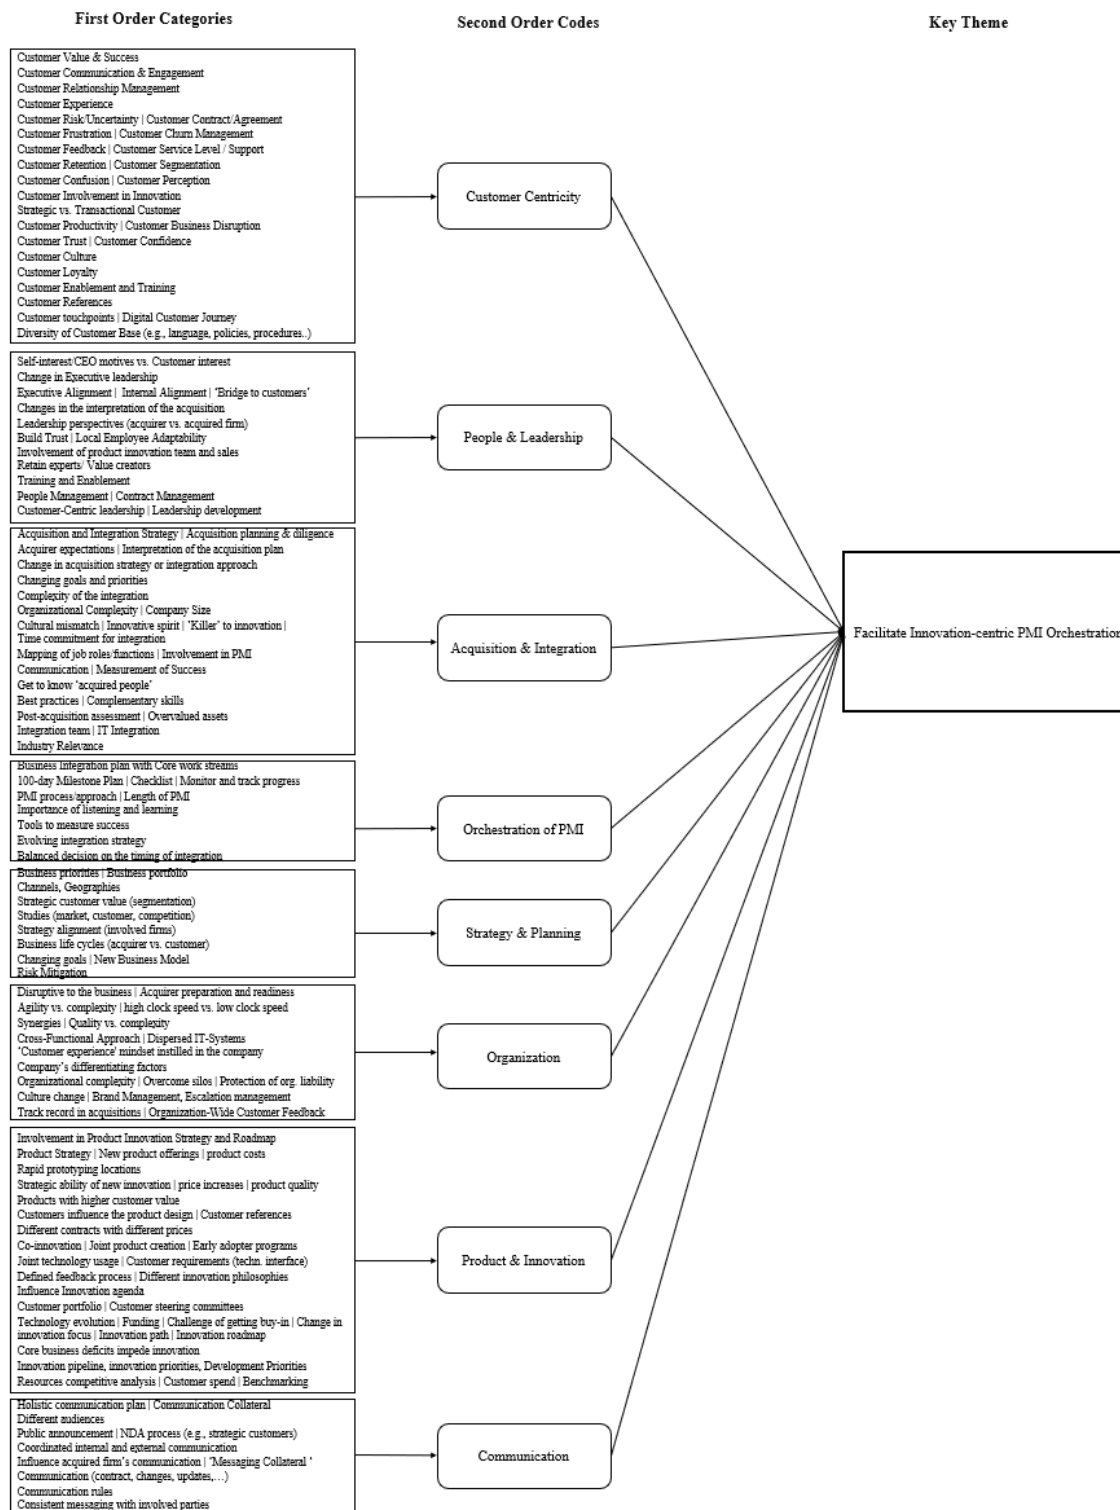 First Order Categories
Second Order Codes
Key Theme
Customer Value & Success
Customer Communication & Engagement
Customer Relationship Management
Customer Experience
Customer Risk/Uncertainty | Customer Contract/Agreement
Customer Frustration | Customer Churn Management
Customer Feedback | Customer Service Level / Support
Customer Retention | Customer Segmentation
Customer Confusion | Customer Perception
Customer Involvement in Innovation
Strategic vs. Transactional Customer
Customer Productivity | Customer Business Disruption
Customer Trust | Customer Confidence
Customer Culture
Customer Loyalty
Customer Enablement and Training
Customer References
Customer touchpoints | Digital Customer Journey
Diversity of Customer Base (e.g., language, policies, procedures..)
Customer Centricity
Self-interest/CEO motives vs. Customer interest
Change in Executive leadership
Executive Alignment | Internal Alignment | 'Bridge to customers'
Changes in the interpretation of the acquisition
Leadership perspectives (acquirer vs. acquired firm)
Build Trust | Local Employee Adaptability
Involvement of product innovation team and sales
Retain experts/ Value creators
Training and Enablement
People Management | Contract Management
Customer-Centric leadership | Leadership development
People & Leadership
Acquisition and Integration Strategy | Acquisition planning & diligence
Acquirer expectations | Interpretation of the acquisition plan
Change in acquisition strategy or integration approach
Changing goals and priorities
Complexity of the integration
Organizational Complexity | Company Size
Cultural mismatch | Innovative spirit | 'Killer' to innovation |
Time commitment for integration
Mapping of job roles/functions | Involvement in PMI
Communication | Measurement of Success
Get to know 'acquired people'
Best practices | Complementary skills
Post-acquisition assessment | Overvalued assets
Integration team | IT Integration
Industry Relevance
Acquisition & Integration
Facilitate Innovation-centric PMI Orchestration
Business Integration plan with Core work streams
100-day Milestone Plan | Checklist | Monitor and track progress
PMI process/approach | Length of PMI
Importance of listening and learning
Tools to measure success
Evolving integration strategy
Balanced decision on the timing of integration
Orchestration of PMI
Business priorities | Business portfolio
Channels, Geographies
Strategic customer value (segmentation)
Studies (market, customer, competition)
Strategy alignment (involved firms)
Business life cycles (acquirer vs. customer)
Changing goals | New Business Model
Risk Mitigation
Strategy & Planning
Disruptive to the business | Acquirer preparation and readiness
Agility vs. complexity | high clock speed vs. low clock speed
Synergies | Quality vs. complexity
Cross-Functional Approach | Dispersed IT-Systems
'Customer experience' mindset instilled in the company
Company's differentiating factors
Organizational complexity | Overcome silos | Protection of org. liability
Culture change | Brand Management, Escalation management
Track record in acquisitions | Organization-Wide Customer Feedback
Organization
Involvement in Product Innovation Strategy and Roadmap
Product Strategy | New product offerings | product costs
Rapid prototyping locations
Strategic ability of new innovation | price increases | product quality
Products with higher customer value
Customers influence the product design | Customer references
Different contracts with different prices
Co-innovation | Joint product creation | Early adopter programs
Joint technology usage | Customer requirements (techn. interface)
Defined feedback process | Different innovation philosophies
Influence Innovation agenda
Customer portfolio | Customer steering committees
Technology evolution | Funding | Challenge of getting buy-in | Change in
innovation focus | Innovation path | Innovation roadmap
Core business deficits impede innovation
Innovation pipeline, innovation priorities, Development Priorities
Resources competitive analysis | Customer spend | Benchmarking
Product & Innovation
Holistic communication plan | Communication Collateral
Different audiences
Public announcement | NDA process (e.g., strategic customers)
Coordinated internal and external communication
Influence acquired firm's communication | 'Messaging Collateral '
Communication (contract, changes, updates,…)
Communication rules
Consistent messaging with involved parties
Communication